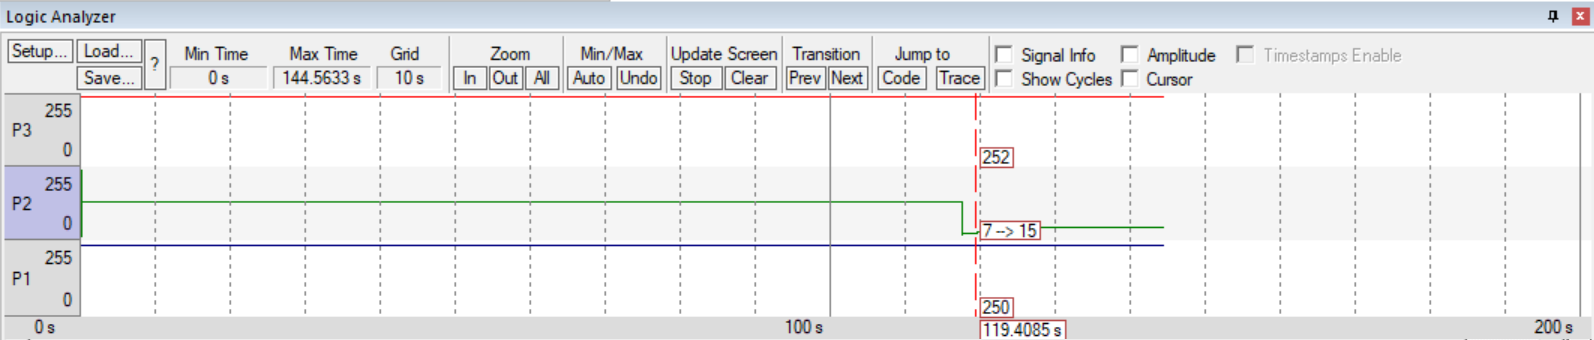 Logic Analyzer
Setup... Load... ? Min Time Max Time Grid Zoom Min/Max Update Screen Transition Jump to Signal Info Amplitude Timestamps Enable
Save... 0 s 144.5633 s 10 s In Out All Auto Undo Stop Clear Prev Next Code Trace Show Cycles Cursor
255
P3
0
252
255
P2
0
7 --> 15
255
P1
0
250
0 s 100 s 119.4085 s 200 s